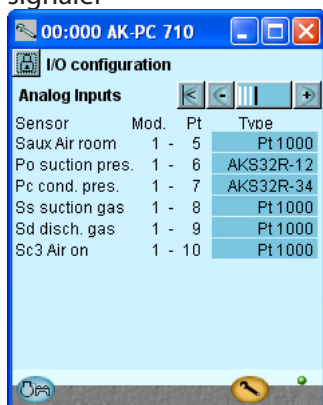 signaler
00:000 AK-PC 710
I/O configuration
Analog Inputs
Sensor Mod. Pt Type
Saux Air room 1 - 5 Pt 1000
Po suction pres. 1 - 6 AKS32R-12
Pc cond. pres. 1 - 7 AKS32R-34
Ss suction gas 1 - 8 Pt 1000
Sd disch. gas 1 - 9 Pt 1000
Sc3 Air on 1 - 10 Pt 1000